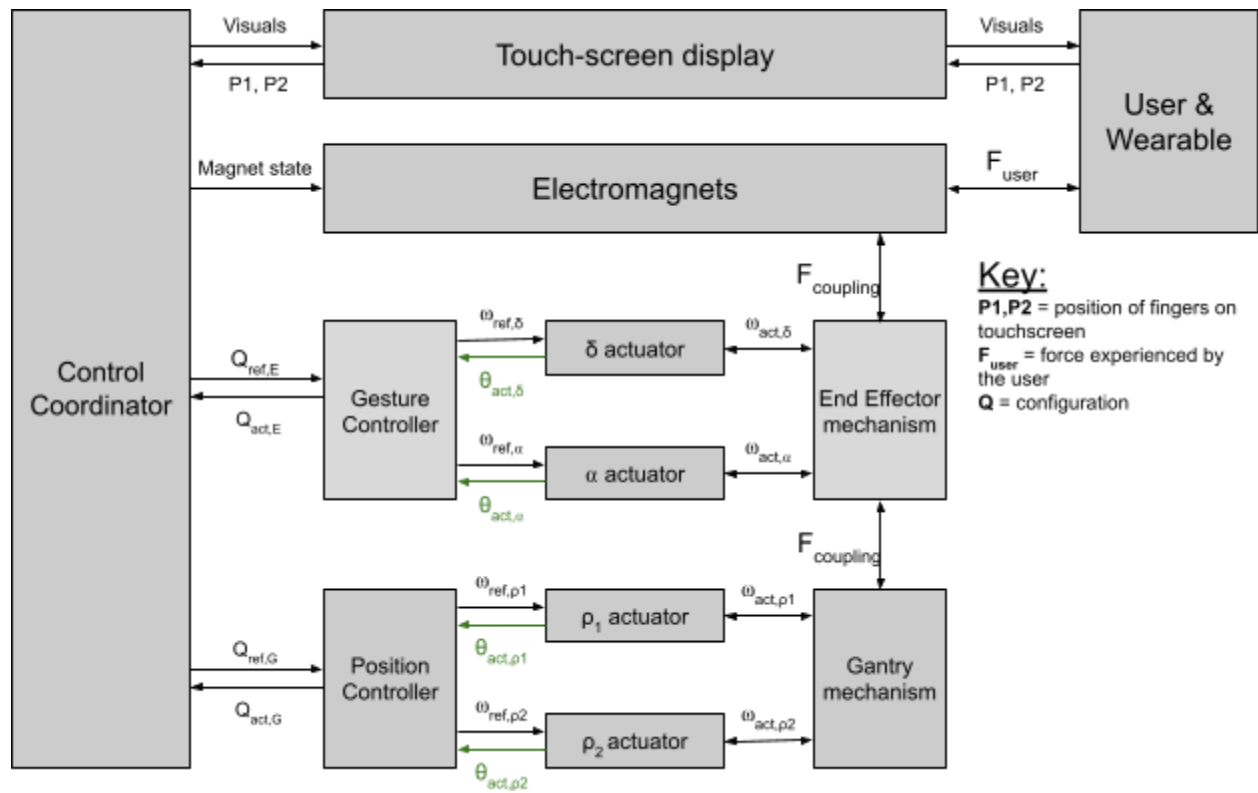 Visuals
Touch-screen display
Visuals
P1, P2
P1, P2
User &
Wearable
Magnet state
Electromagnets
F_user
F_coupling
Key:
P1,P2 = position of fingers on
touchscreen
F_user = force experienced by
the user
Q = configuration
Control
Coordinator
Q_ref,E
Q_act,E
Gesture
Controller
ω_ref,δ
θ_act,δ
δ actuator
ω_act,δ
ω_ref,α
θ_act,α
α actuator
ω_act,α
End Effector
mechanism
F_coupling
Q_ref,G
Q_act,G
Position
Controller
ω_ref,ρ1
θ_act,ρ1
ρ₁ actuator
ω_act,ρ1
ω_ref,ρ2
θ_act,ρ2
ρ₂ actuator
ω_act,ρ2
Gantry
mechanism